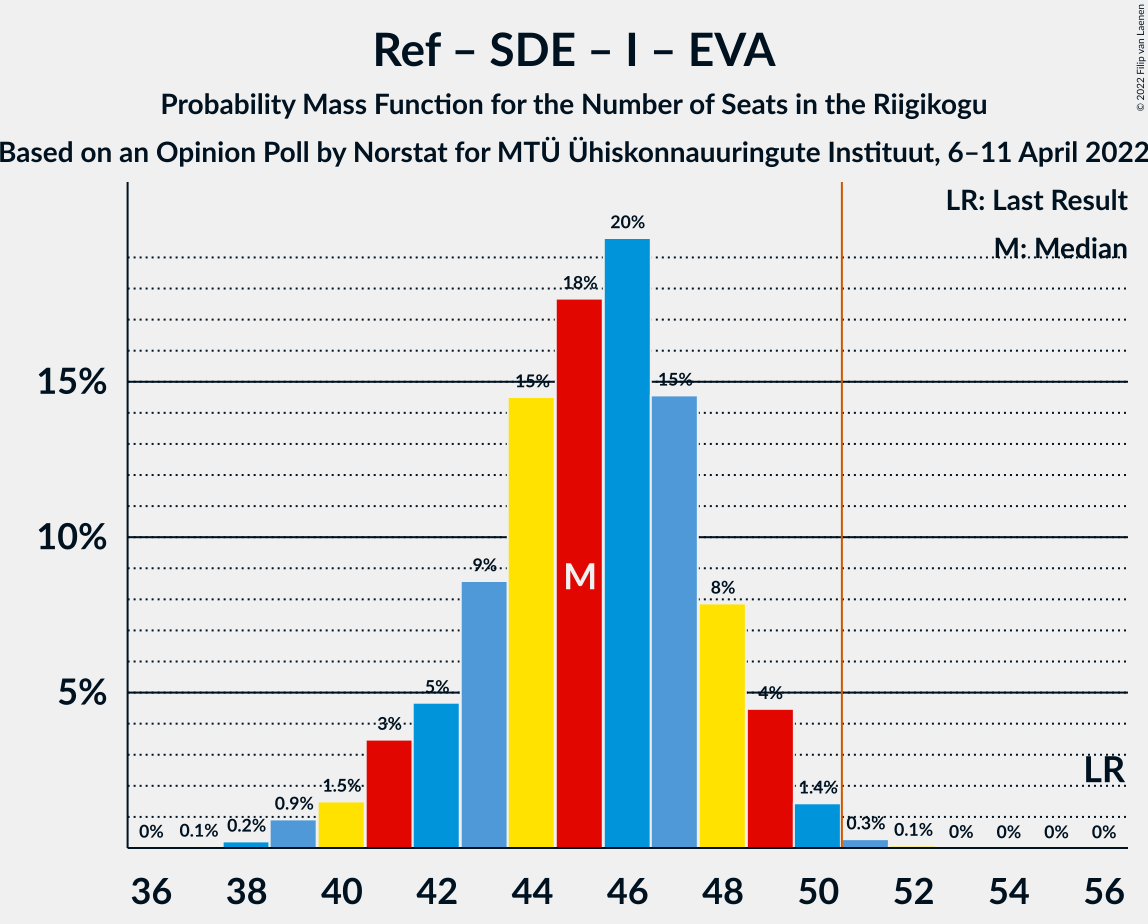 Ref – SDE – I – EVA
Probability Mass Function for the Number of Seats in the Riigikogu
Based on an Opinion Poll by Norstat for MTÜ Ühiskonnauuringute Instituut, 6–11 April 2022
© 2022 Filip van Laenen
LR: Last Result
M: Median
20%
18%
15% 15% 15%
10%
9%
M
8%
5%
5% 4%
3%
LR
1.5% 1.4%
0.9%
0% 0.1% 0.2% 0.3% 0.1% 0% 0% 0% 0%
36 38 40 42 44 46 48 50 52 54 56